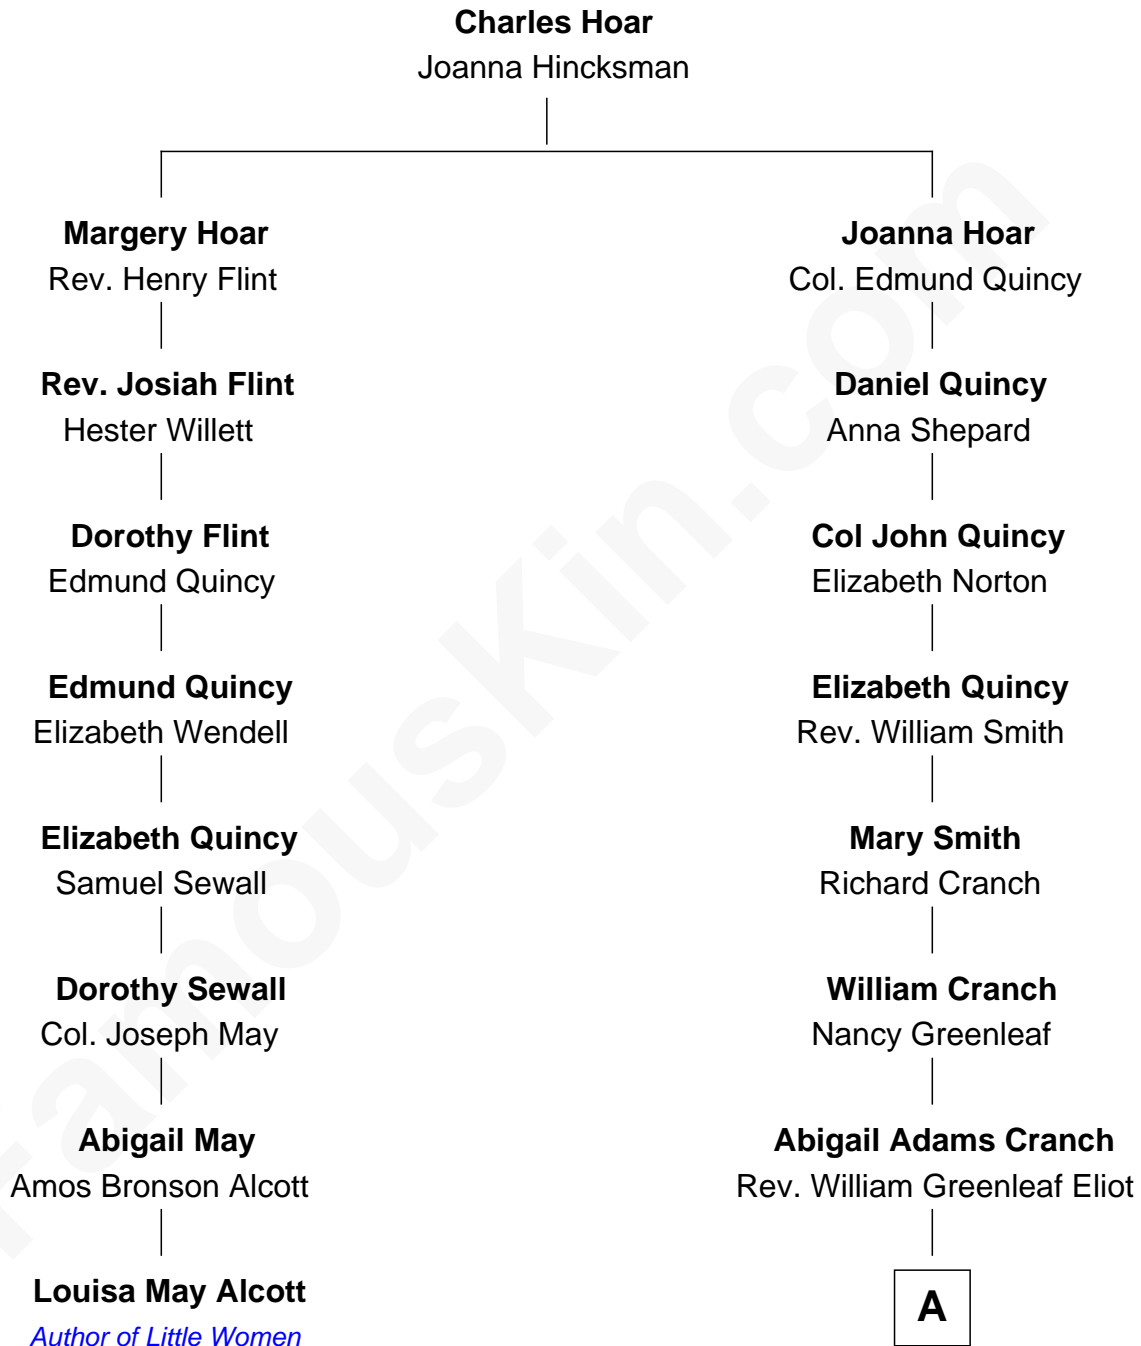 Charles Hoar
Joanna Hincksman
Margery Hoar
Rev. Henry Flint
Joanna Hoar
Col. Edmund Quincy
Rev. Josiah Flint
Hester Willett
Daniel Quincy
Anna Shepard
Dorothy Flint
Edmund Quincy
Col John Quincy
Elizabeth Norton
Edmund Quincy
Elizabeth Wendell
Elizabeth Quincy
Rev. William Smith
Elizabeth Quincy
Samuel Sewall
Mary Smith
Richard Cranch
Dorothy Sewall
Col. Joseph May
William Cranch
Nancy Greenleaf
Abigail May
Amos Bronson Alcott
Abigail Adams Cranch
Rev. William Greenleaf Eliot
Louisa May Alcott
Author of Little Women
A
FamousKin.com